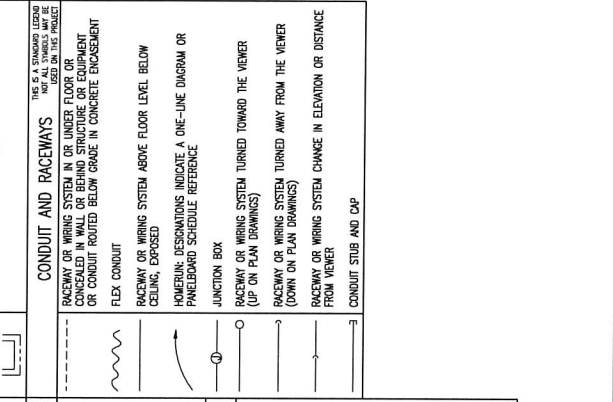 CONDUIT AND RACEWAYS
THIS IS A STANDARD LEGEND
NOT ALL SYMBOLS MAY BE
USED ON THIS PROJECT
RACEWAY OR WIRING SYSTEM IN OR UNDER FLOOR OR
CONCEALED IN WALL OR BEHIND STRUCTURE OR EQUIPMENT
OR CONDUIT ROUTED BELOW GRADE IN CONCRETE ENCASEMENT
FLEX CONDUIT
RACEWAY OR WIRING SYSTEM ABOVE FLOOR LEVEL BELOW
CEILING, EXPOSED
HOMERUN: DESIGNATIONS INDICATE A ONE-LINE DIAGRAM OR
PANELBOARD SCHEDULE REFERENCE
J
JUNCTION BOX
RACEWAY OR WIRING SYSTEM TURNED TOWARD THE VIEWER
(UP ON PLAN DRAWINGS)
RACEWAY OR WIRING SYSTEM TURNED AWAY FROM THE VIEWER
(DOWN ON PLAN DRAWINGS)
RACEWAY OR WIRING SYSTEM CHANGE IN ELEVATION OR DISTANCE
FROM VIEWER
CONDUIT STUB AND CAP